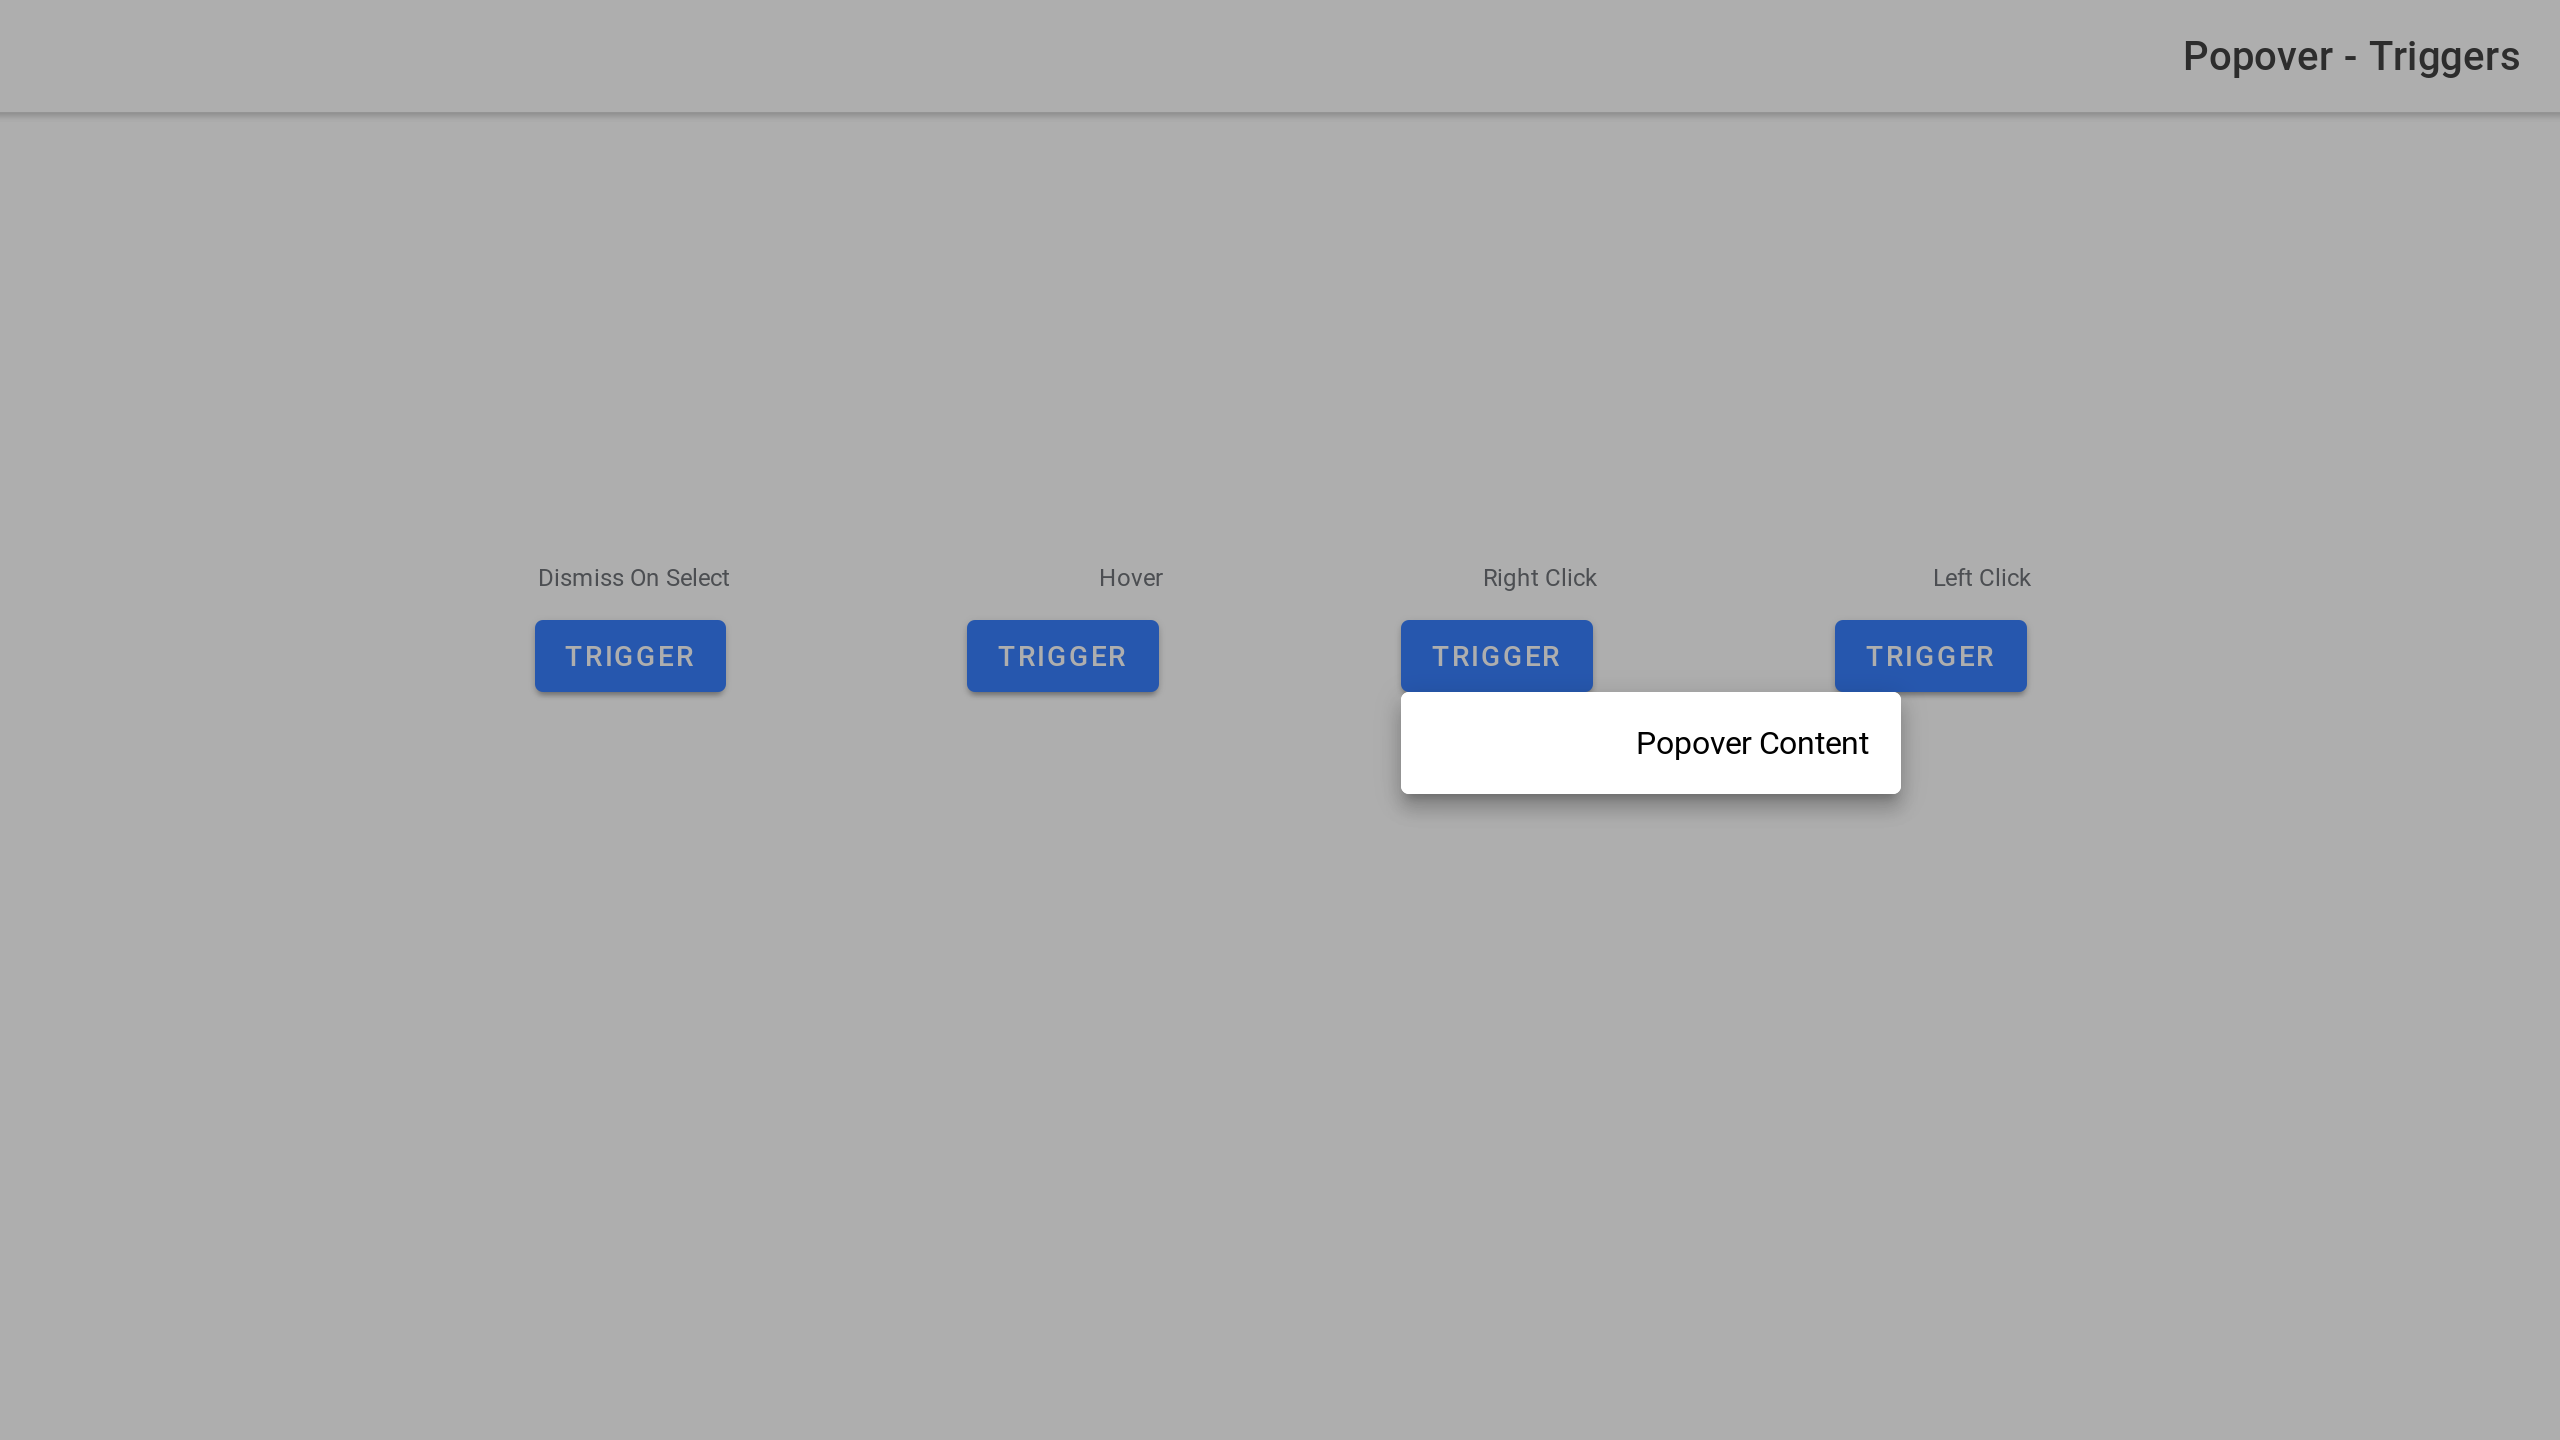 Popover - Triggers
Dismiss On Select
TRIGGER
Hover
TRIGGER
Right Click
TRIGGER
Left Click
TRIGGER
Popover Content